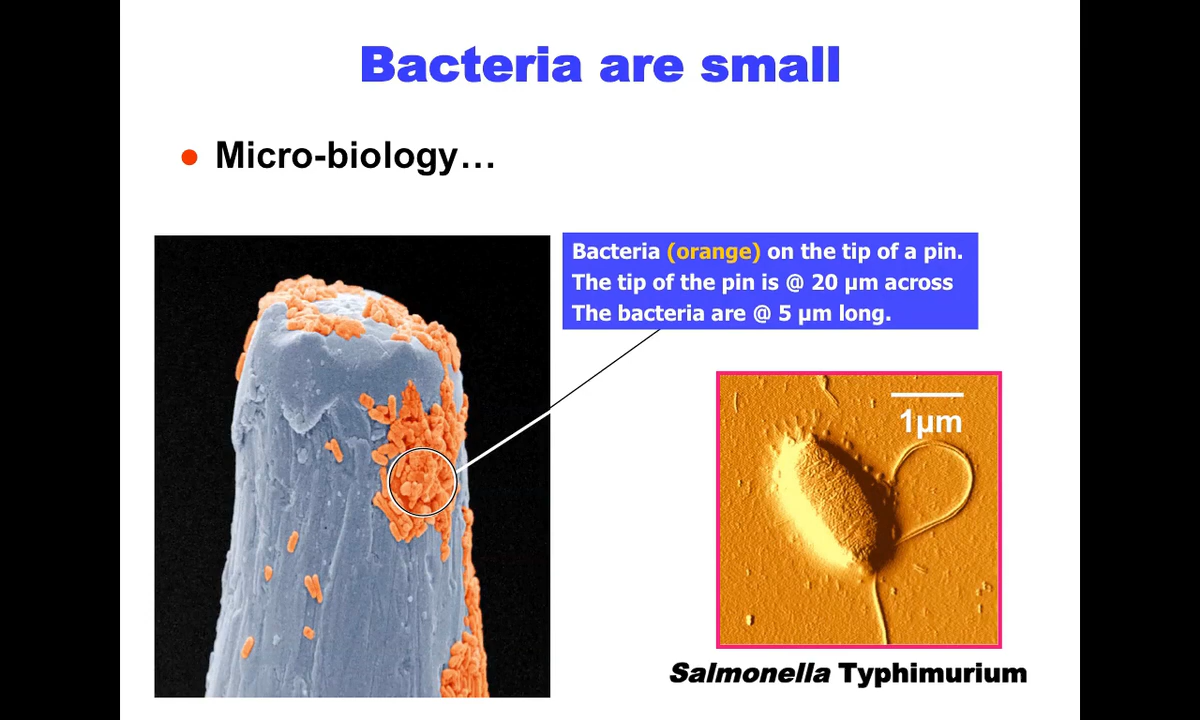 Bacteria are small
● Micro-biology…
Bacteria (orange) on the tip of a pin.
The tip of the pin is @ 20 µm across
The bacteria are @ 5 µm long.
1µm
Salmonella Typhimurium